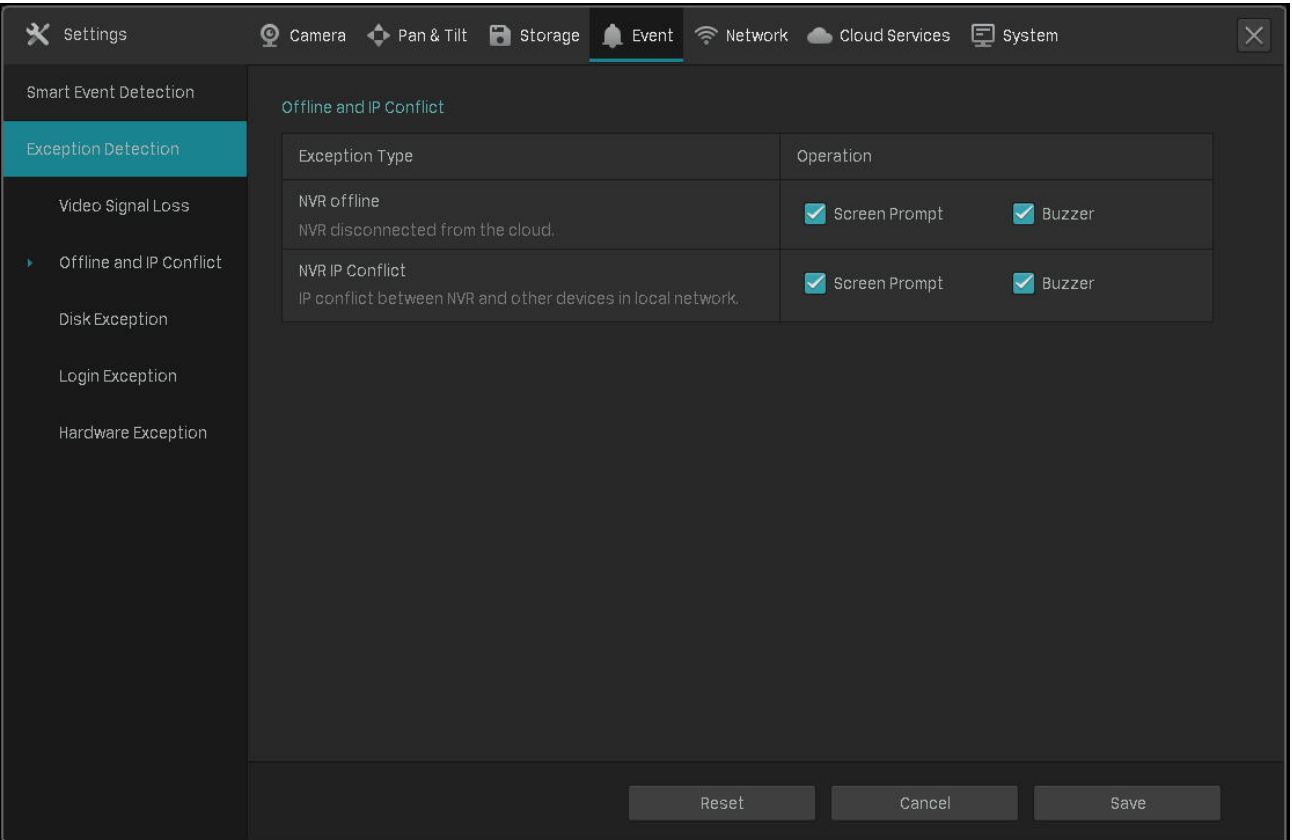 Settings
Camera Pan & Tilt Storage Event Network Cloud Services System
Smart Event Detection
Exception Detection
Video Signal Loss
Offline and IP Conflict
Disk Exception
Login Exception
Hardware Exception
Offline and IP Conflict
Exception Type Operation
NVR offline
NVR disconnected from the cloud.
Screen Prompt Buzzer
NVR IP Conflict
IP conflict between NVR and other devices in local network.
Screen Prompt Buzzer
Reset Cancel Save